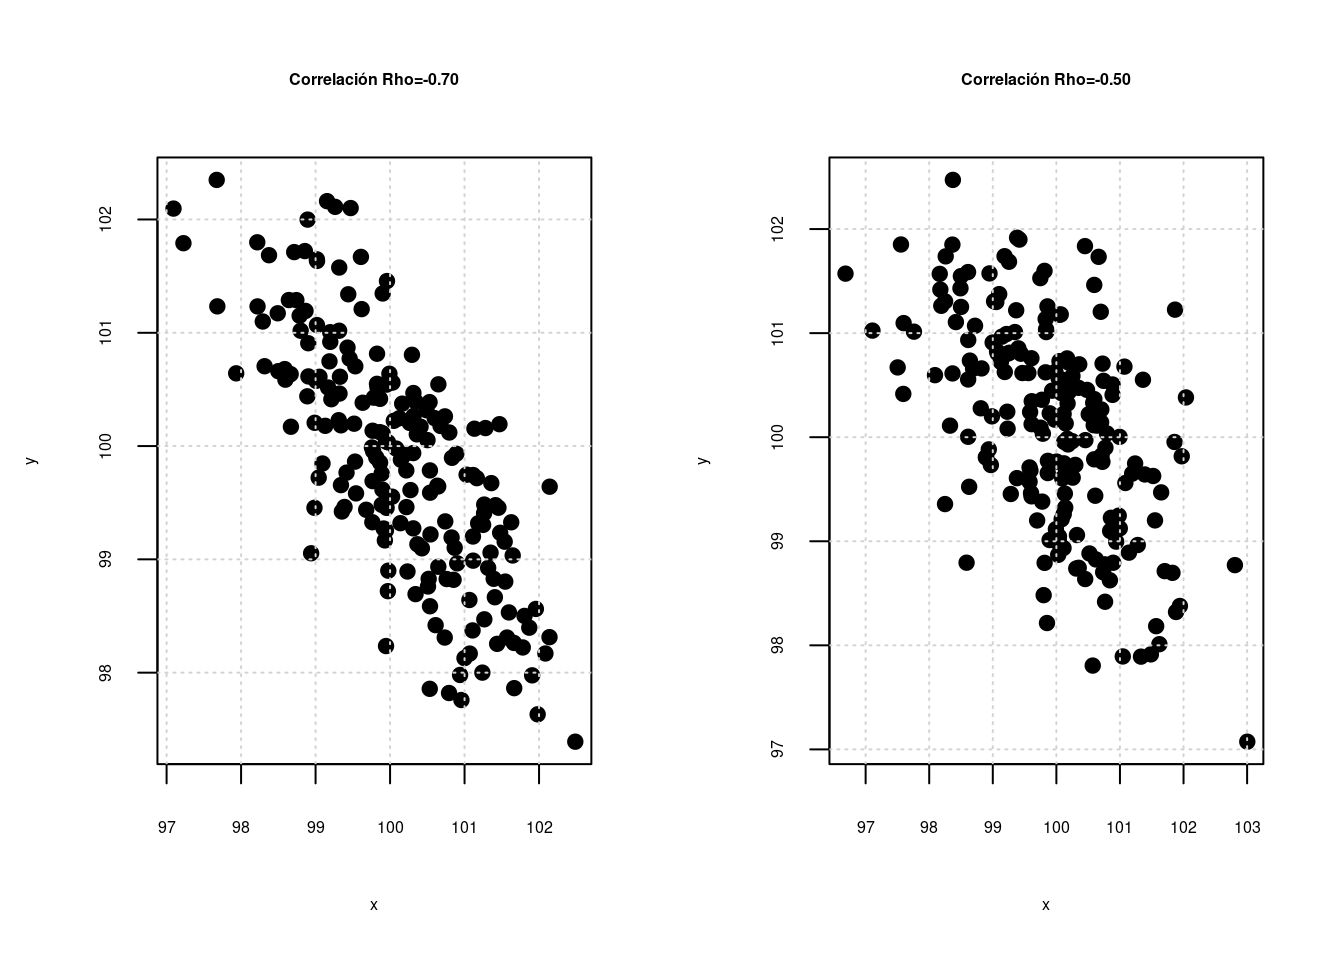 Correlación Rho=-0.70
102
101
100
99
98
y
97 98 99 100 101 102
x
Correlación Rho=-0.50
102
101
100
99
98
97
y
97 98 99 100 101 102 103
x